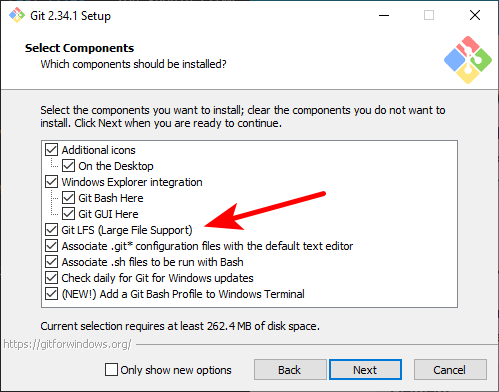 Git 2.34.1 Setup
Select Components
Which components should be installed?
Select the components you want to install; clear the components you do not want to
install. Click Next when you are ready to continue.
Additional icons
On the Desktop
Windows Explorer integration
Git Bash Here
Git GUI Here
Git LFS (Large File Support)
Associate .git* configuration files with the default text editor
Associate .sh files to be run with Bash
Check daily for Git for Windows updates
(NEW!) Add a Git Bash Profile to Windows Terminal
Current selection requires at least 262.4 MB of disk space.
https://gitforwindows.org/
Only show new options
Back
Next
Cancel